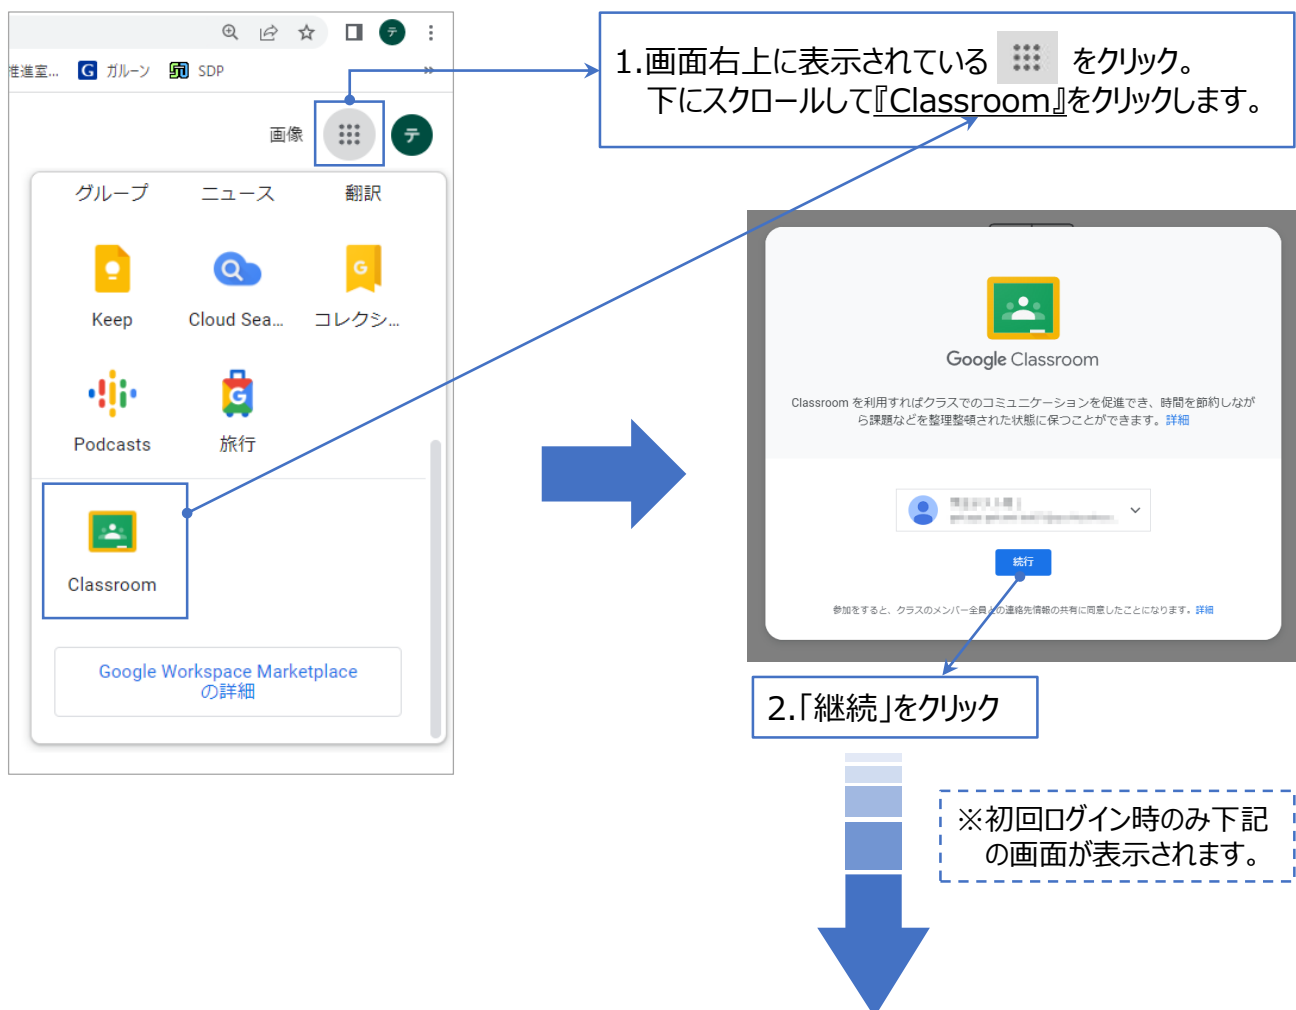 テ
推進室... G ガルーン SDP »
1.画面右上に表示されている をクリック。
下にスクロールして『Classroom』をクリックします。
画像 テ
グループ ニュース 翻訳
Keep Cloud Sea... コレクシ...
Podcasts 旅行
Classroom
Google Workspace Marketplace
の詳細
Google Classroom
Classroom を利用すればクラスでのコミュニケーションを促進でき、時間を節約しなが
ら課題などを整理整頓された状態に保つことができます。詳細
続行
参加をすると、クラスのメンバー全員との連絡先情報の共有に同意したことになります。詳細
2.「継続」をクリック
※初回ログイン時のみ下記
の画面が表示されます。